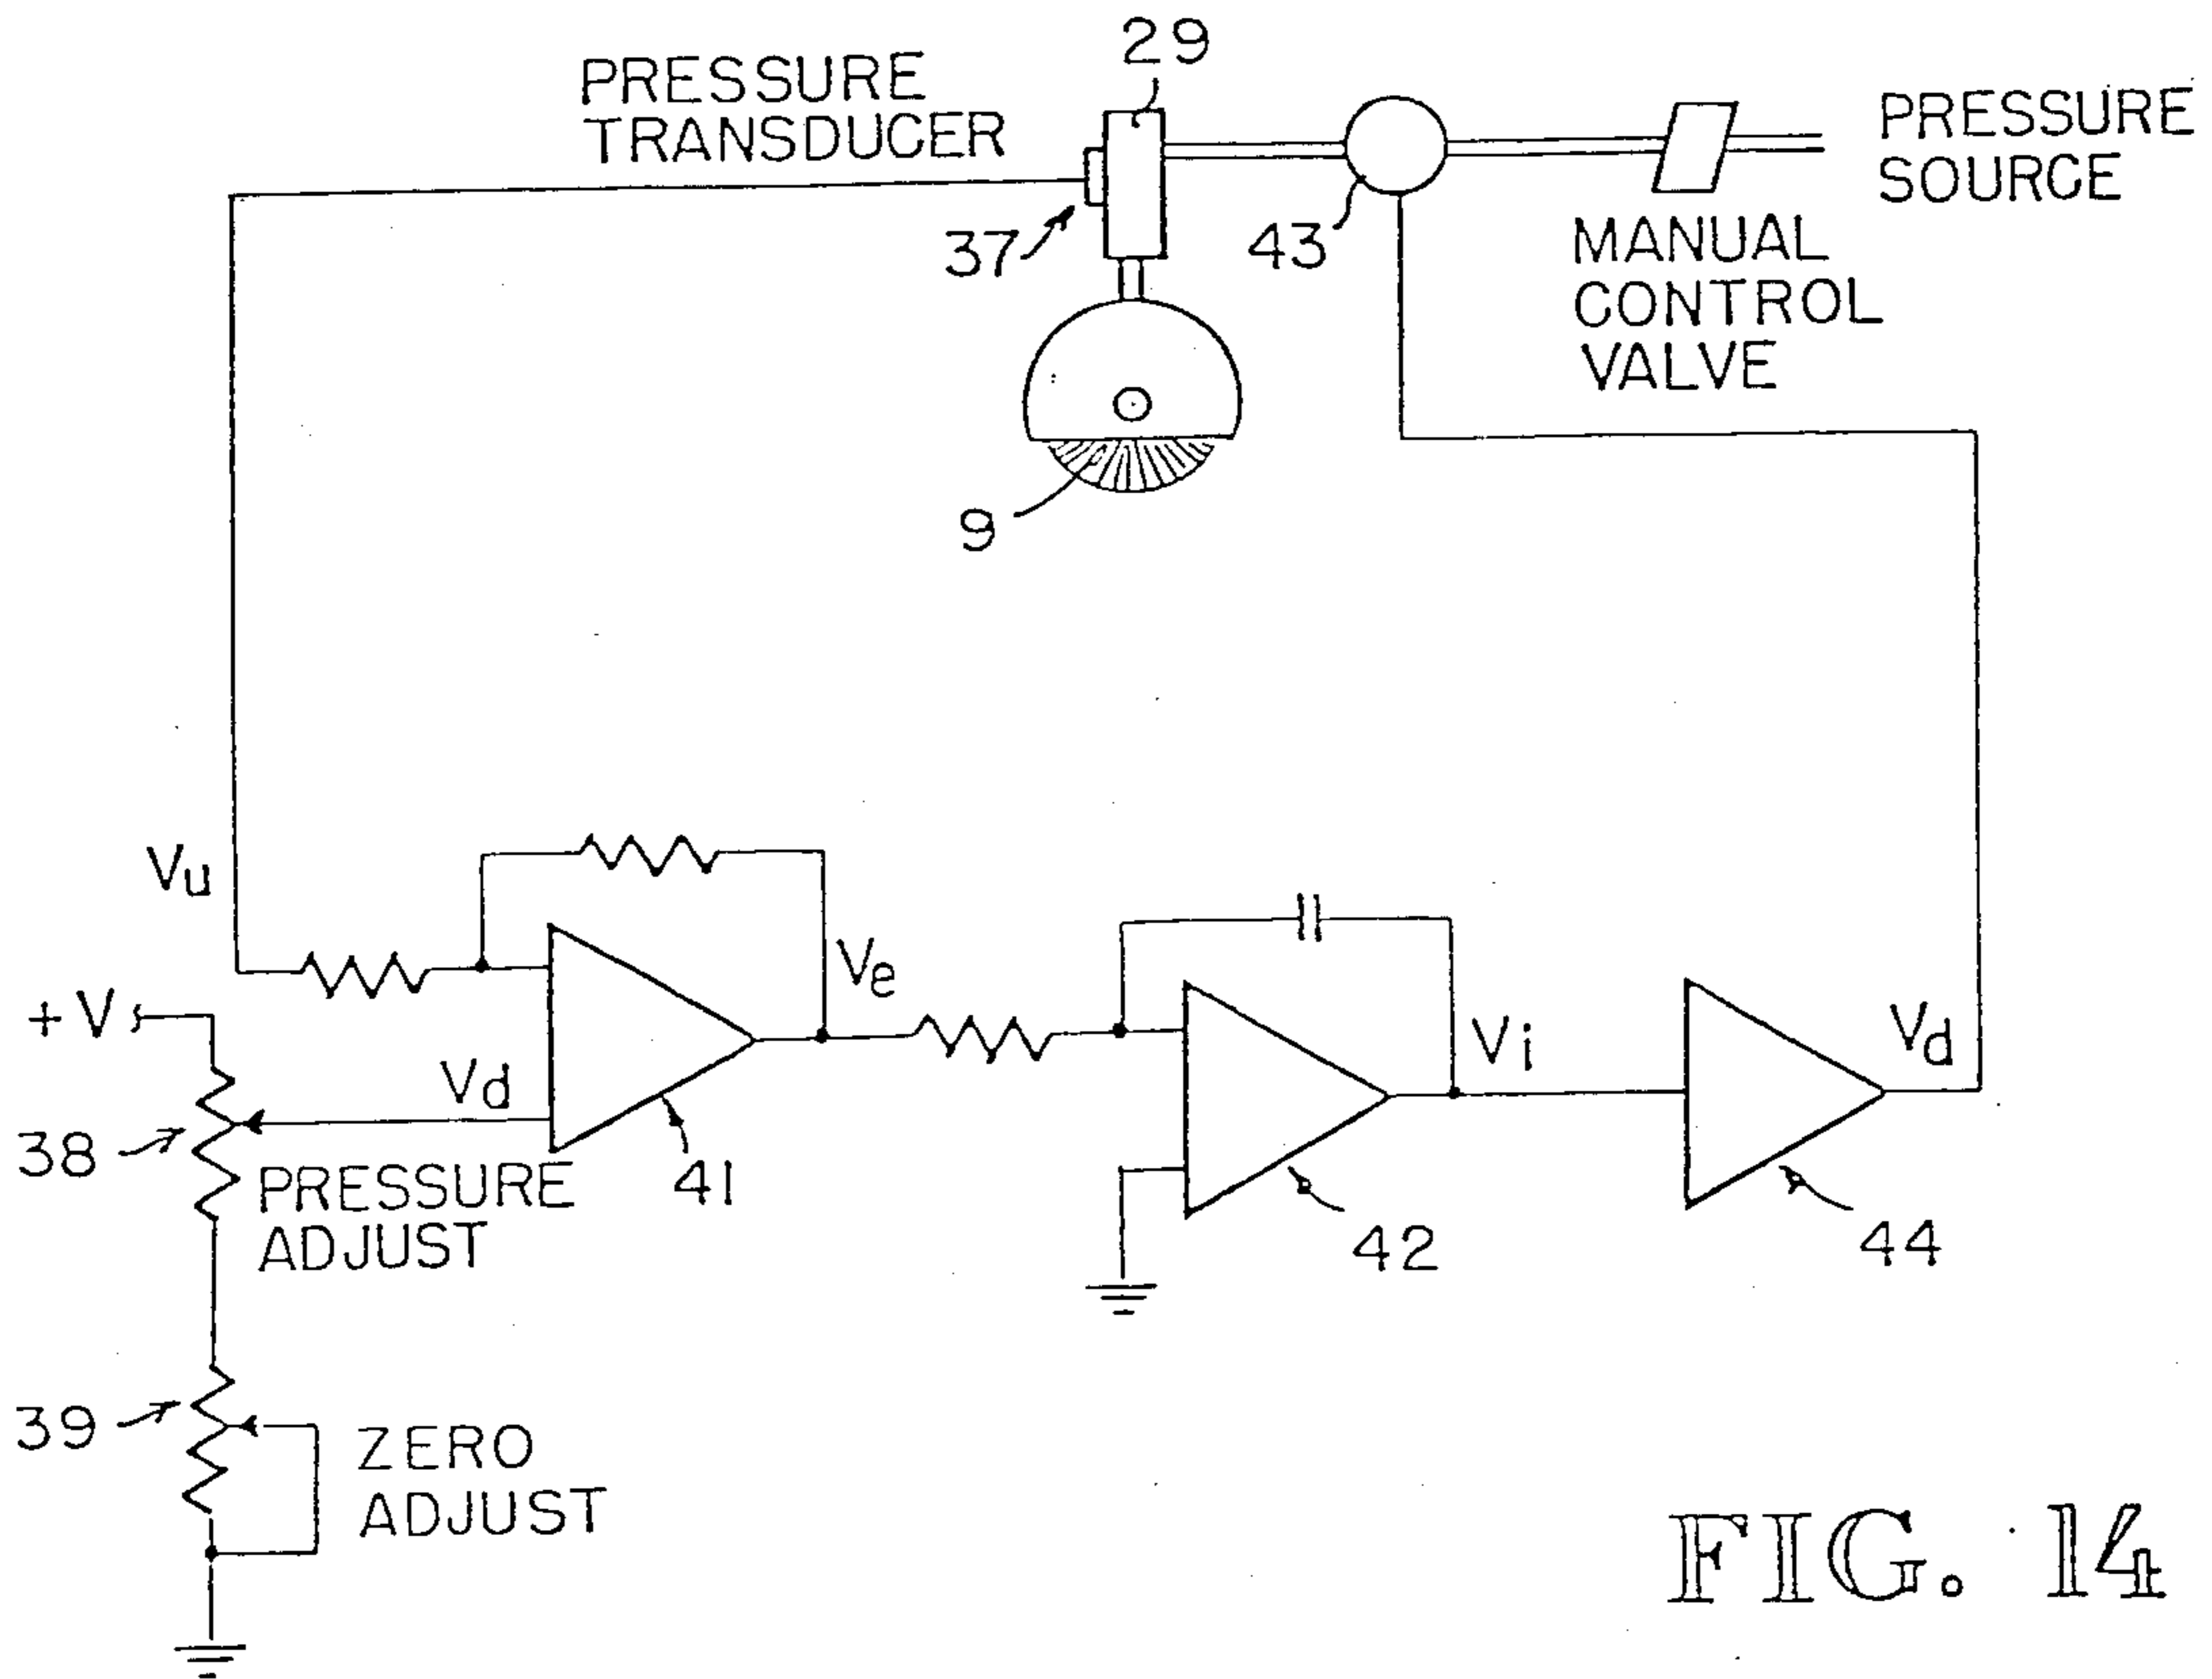 29
PRESSURE
TRANSDUCER
PRESSURE
SOURCE
37
43
MANUAL
CONTROL
VALVE
9
Vu
Ve
+V
Vd
Vi
Vd
38
PRESSURE
ADJUST
41
42
44
39
ZERO
ADJUST
FIG. 14